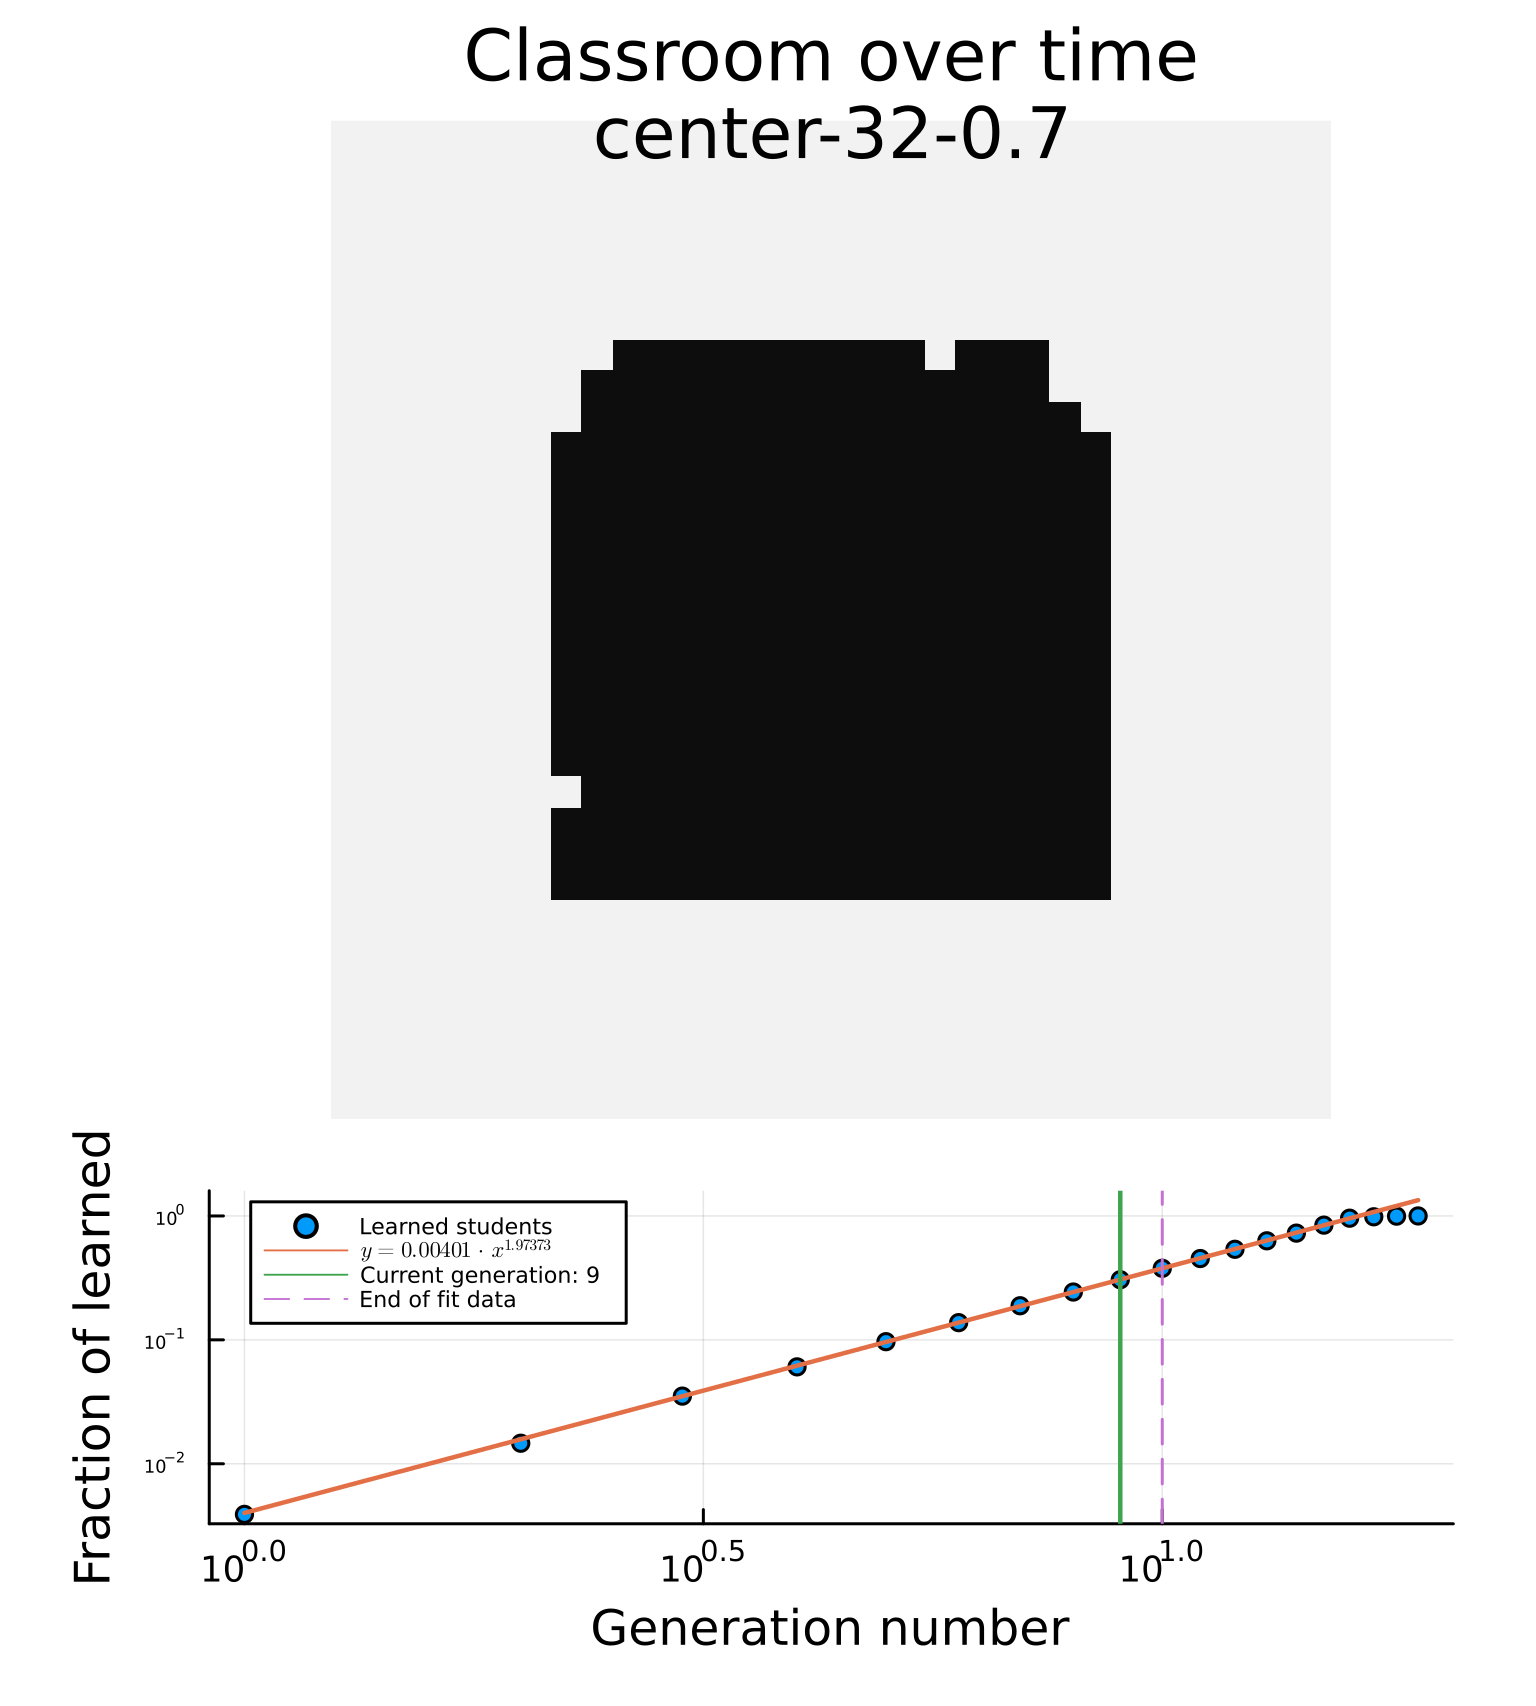 Classroom over time
center-32-0.7
Fraction of learned
10⁰
10⁻¹
10⁻²
Learned students
y = 0.00401 · x^1.97373
Current generation: 9
End of fit data
10^0.0
10^0.5
10^1.0
Generation number